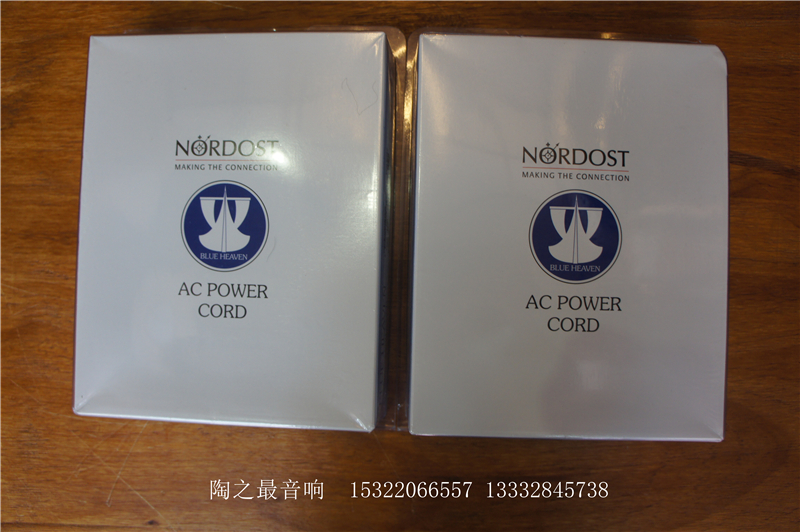 NORDOST
MAKING THE CONNECTION
BLUE HEAVEN
AC POWER
CORD
NORDOST
MAKING THE CONNECTION
BLUE HEAVEN
AC POWER
CORD
陶之最音响 15322066557 13332845738